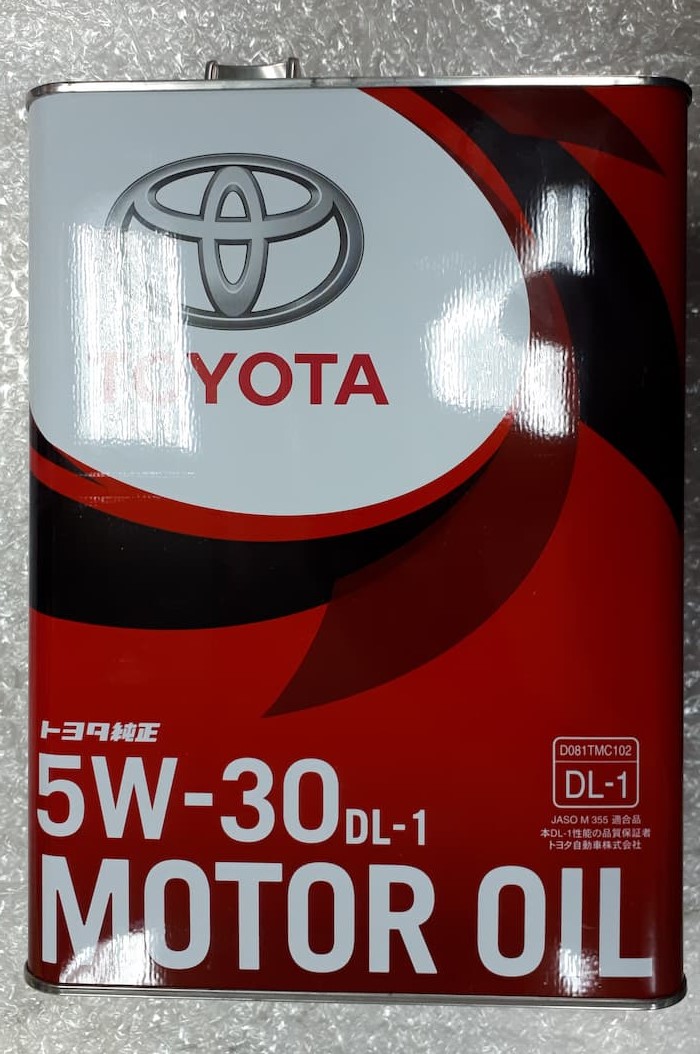 TOYOTA
トヨタ純正
5W-30 DL-1
MOTOR OIL
D081TMC102
DL-1
JASO M 355 適合品
本DL-1性能の品質保証者
トヨタ自動車株式会社